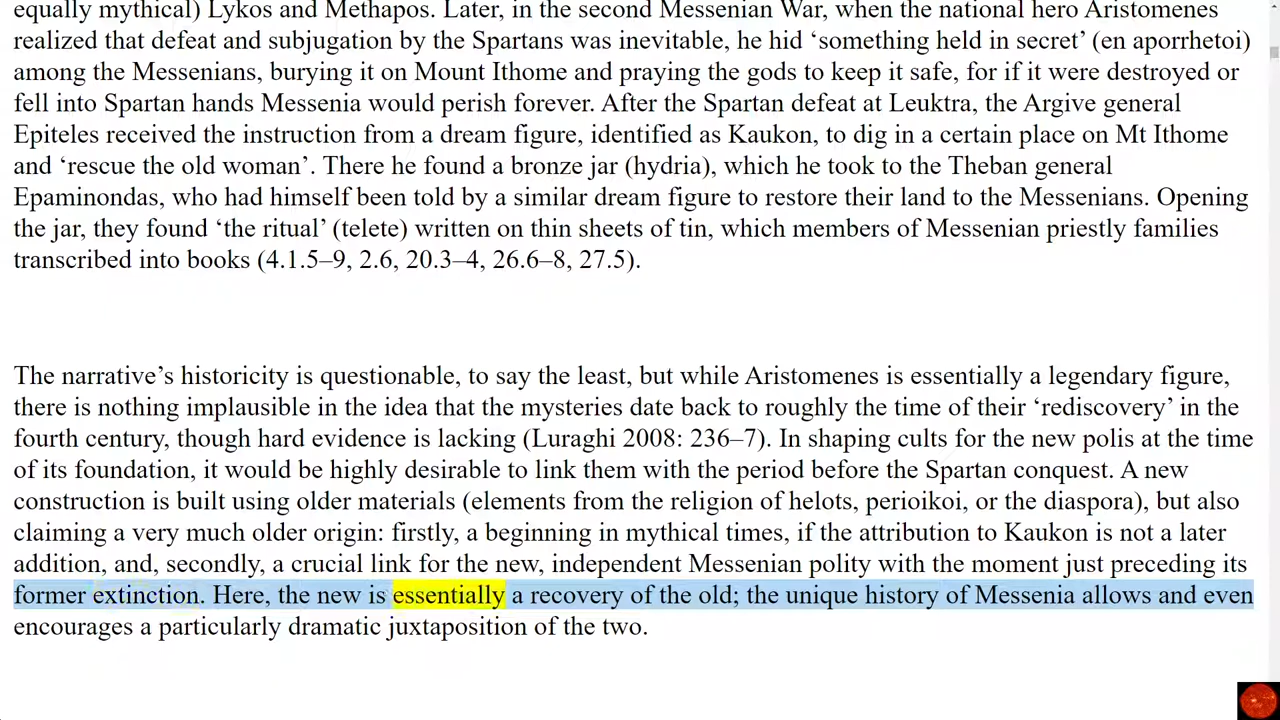 equally mythical) Lykos and Methapos. Later, in the second Messenian War, when the national hero Aristomenes
realized that defeat and subjugation by the Spartans was inevitable, he hid ‘something held in secret’ (en aporrhetoi)
among the Messenians, burying it on Mount Ithome and praying the gods to keep it safe, for if it were destroyed or
fell into Spartan hands Messenia would perish forever. After the Spartan defeat at Leuktra, the Argive general
Epiteles received the instruction from a dream figure, identified as Kaukon, to dig in a certain place on Mt Ithome
and ‘rescue the old woman’. There he found a bronze jar (hydria), which he took to the Theban general
Epaminondas, who had himself been told by a similar dream figure to restore their land to the Messenians. Opening
the jar, they found ‘the ritual’ (telete) written on thin sheets of tin, which members of Messenian priestly families
transcribed into books (4.1.5–9, 2.6, 20.3–4, 26.6–8, 27.5).
The narrative’s historicity is questionable, to say the least, but while Aristomenes is essentially a legendary figure,
there is nothing implausible in the idea that the mysteries date back to roughly the time of their ‘rediscovery’ in the
fourth century, though hard evidence is lacking (Luraghi 2008: 236–7). In shaping cults for the new polis at the time
of its foundation, it would be highly desirable to link them with the period before the Spartan conquest. A new
construction is built using older materials (elements from the religion of helots, perioikoi, or the diaspora), but also
claiming a very much older origin: firstly, a beginning in mythical times, if the attribution to Kaukon is not a later
addition, and, secondly, a crucial link for the new, independent Messenian polity with the moment just preceding its
former extinction. Here, the new is essentially a recovery of the old; the unique history of Messenia allows and even
encourages a particularly dramatic juxtaposition of the two.